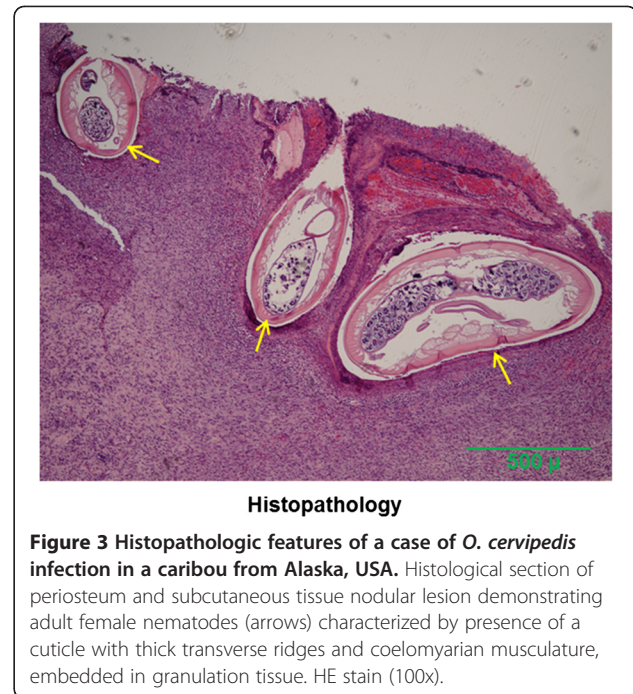 500 µ
Histopathology
Figure 3 Histopathologic features of a case of O. cervipedis
infection in a caribou from Alaska, USA. Histological section of
periosteum and subcutaneous tissue nodular lesion demonstrating
adult female nematodes (arrows) characterized by presence of a
cuticle with thick transverse ridges and coelomyarian musculature,
embedded in granulation tissue. HE stain (100x).